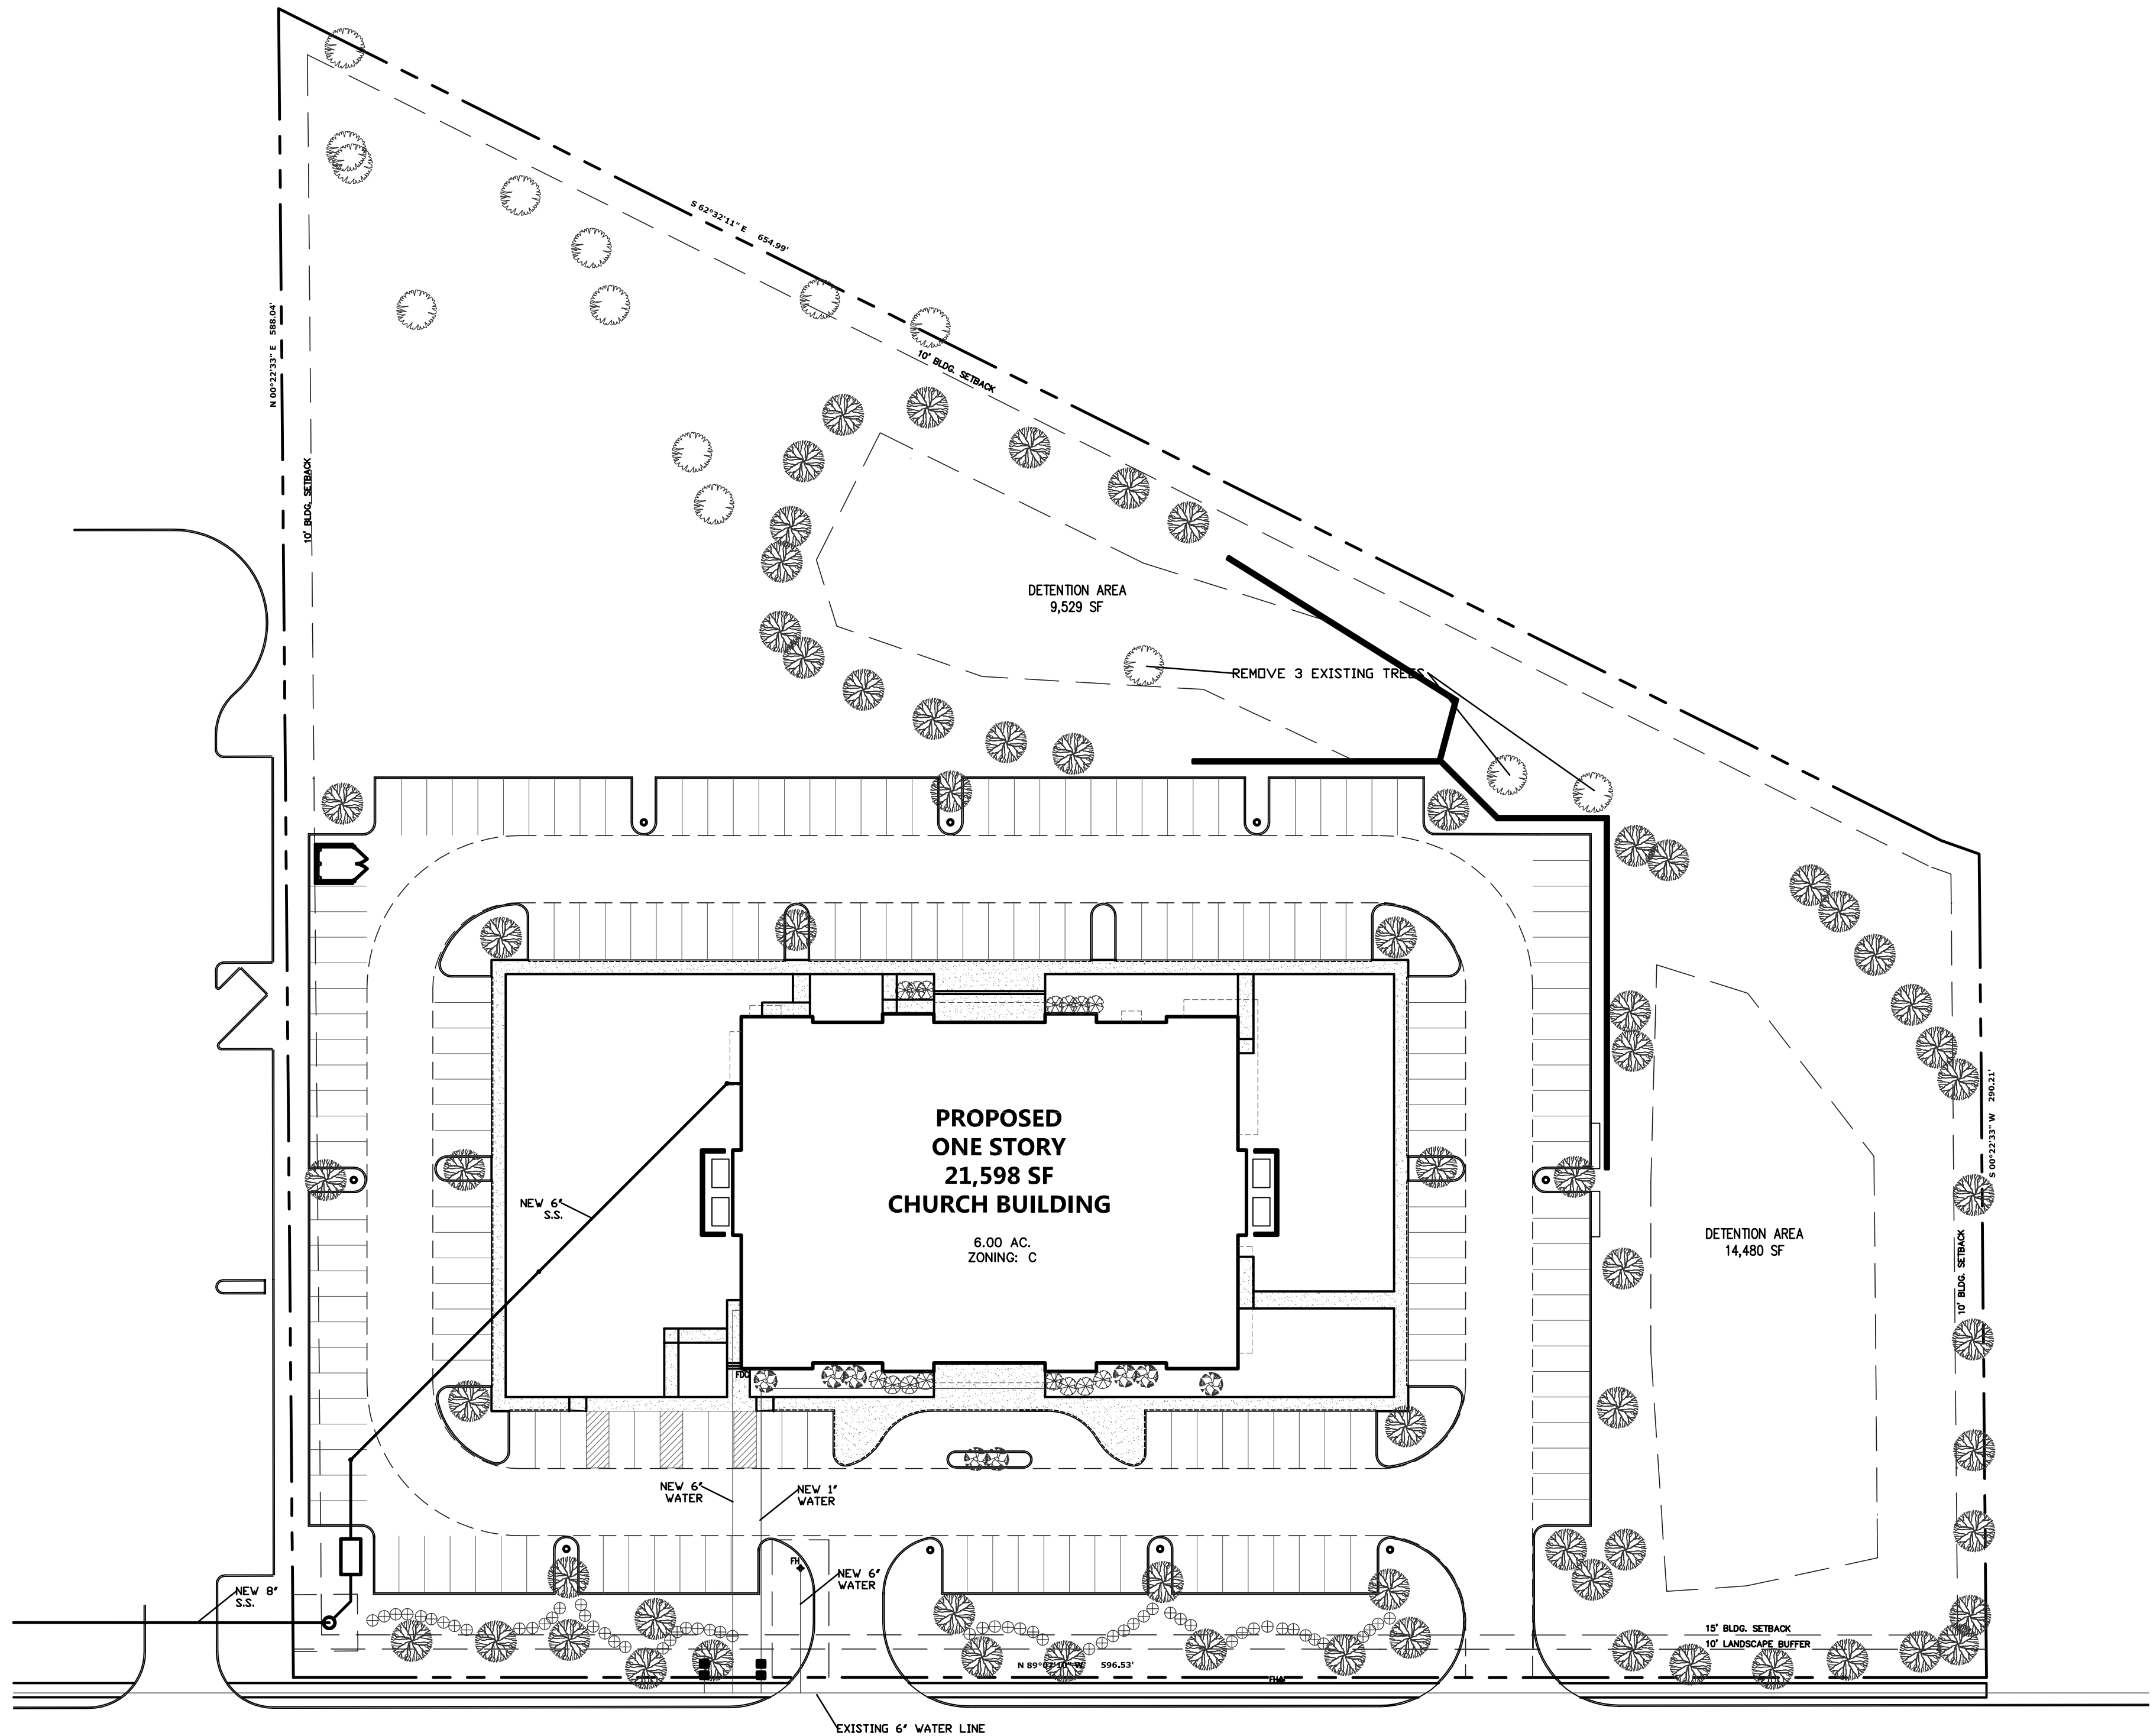 S 62°32'11" E 654.99'
N 00°22'33" E 588.04'
10' BLDG. SETBACK
10' BLDG. SETBACK
DETENTION AREA
9,529 SF
REMOVE 3 EXISTING TREES
PROPOSED
ONE STORY
21,598 SF
CHURCH BUILDING
6.00 AC.
ZONING: C
NEW 6"
S.S.
S 00°22'33" W 290.21'
DETENTION AREA
14,480 SF
10' BLDG. SETBACK
FDC
NEW 6"
WATER
NEW 1"
WATER
FH
NEW 6"
WATER
NEW 8"
S.S.
15' BLDG. SETBACK
10' LANDSCAPE BUFFER
W 596.53'
FH
EXISTING 6" WATER LINE